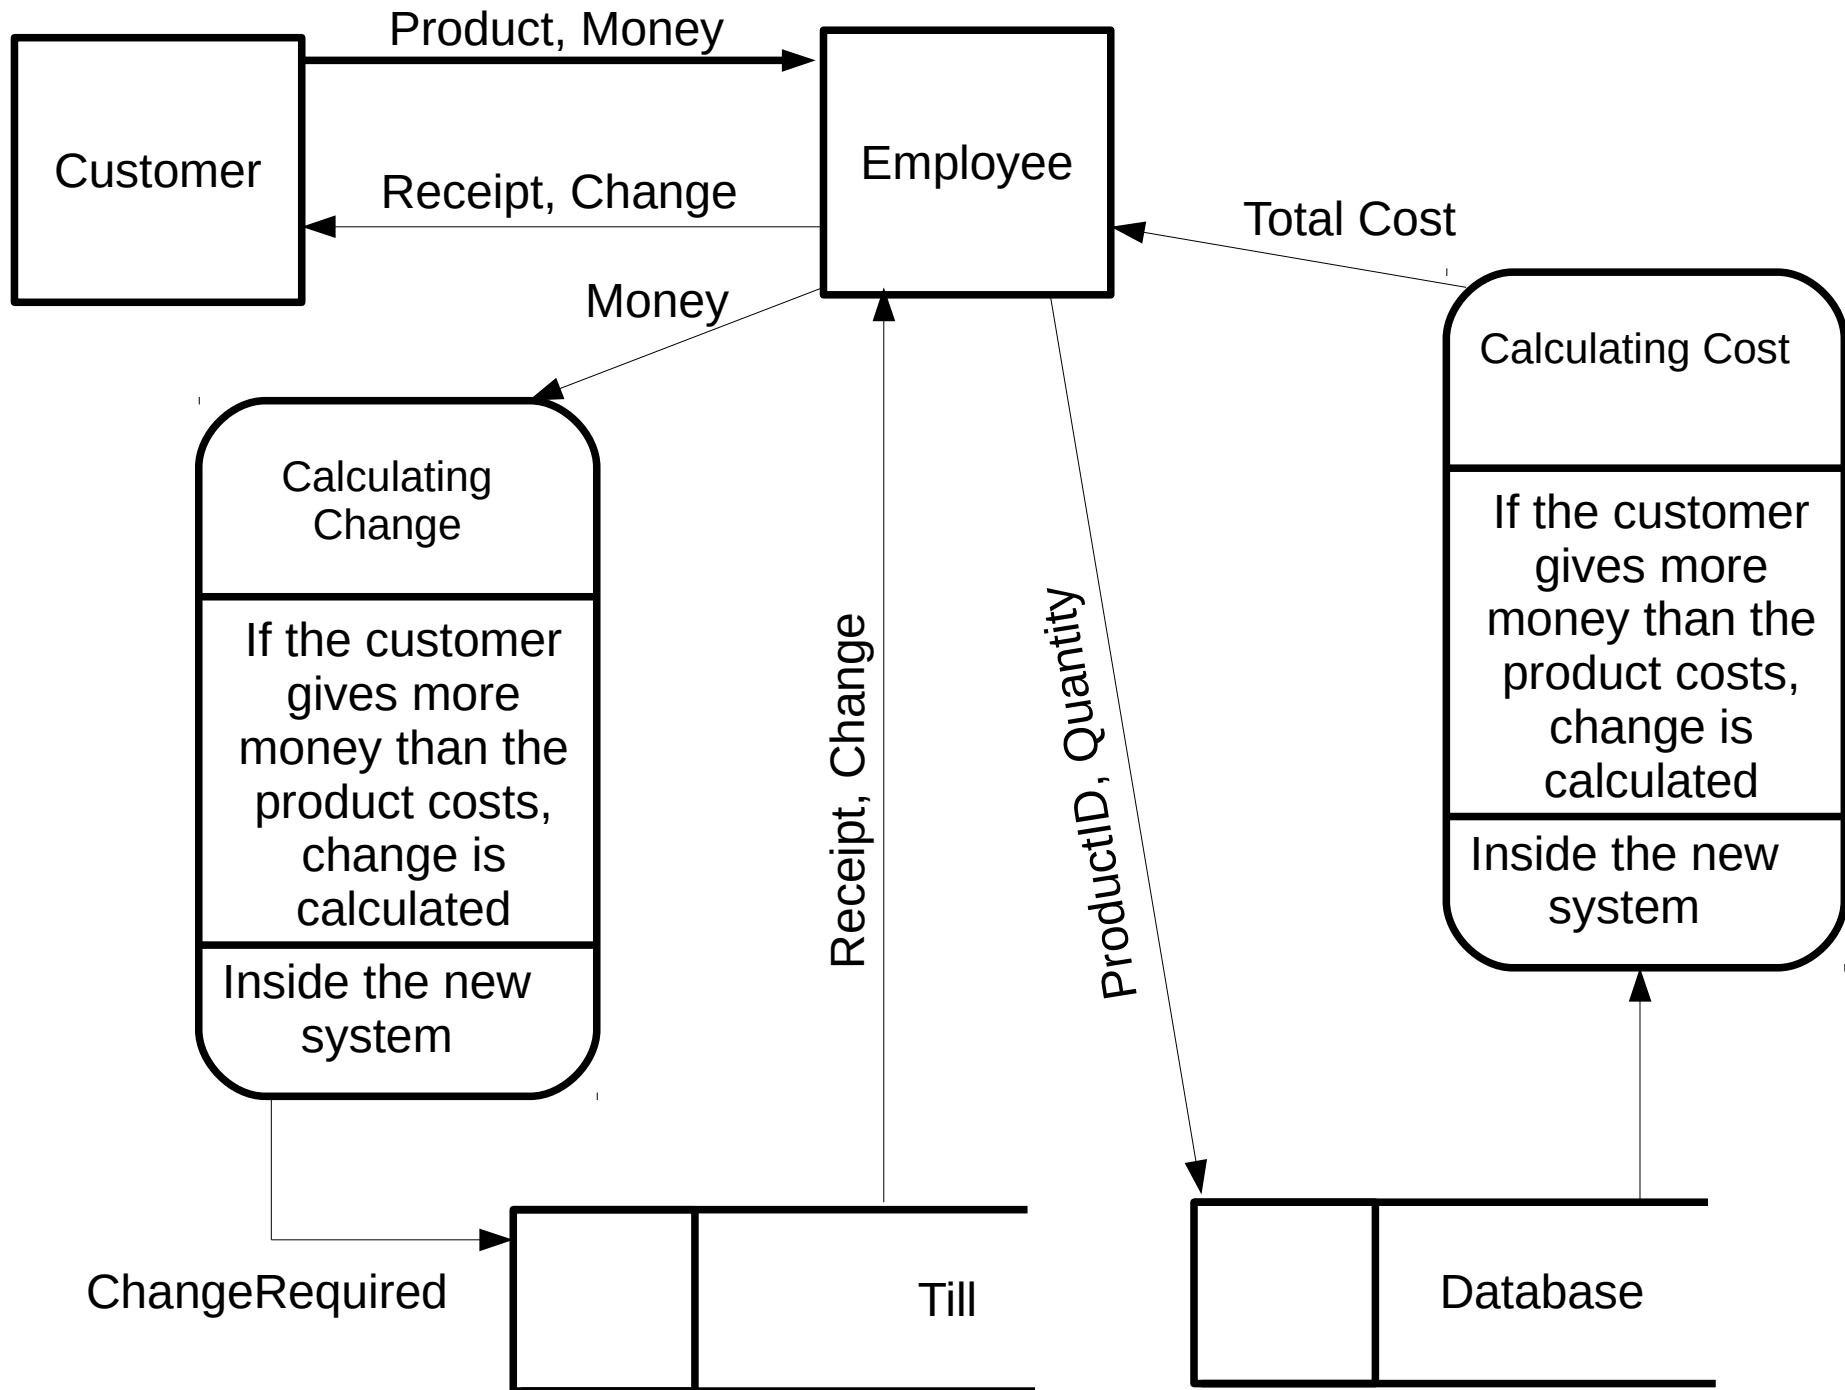 Product, Money
Customer
Employee
Receipt, Change
Total Cost
Money
Calculating Cost
Calculating
Change
If the customer
gives more
money than the
product costs,
change is
calculated
Inside the new
system
If the customer
gives more
money than the
product costs,
change is
calculated
Inside the new
system
Receipt, Change
ProductID, Quantity
ChangeRequired
Till
Database